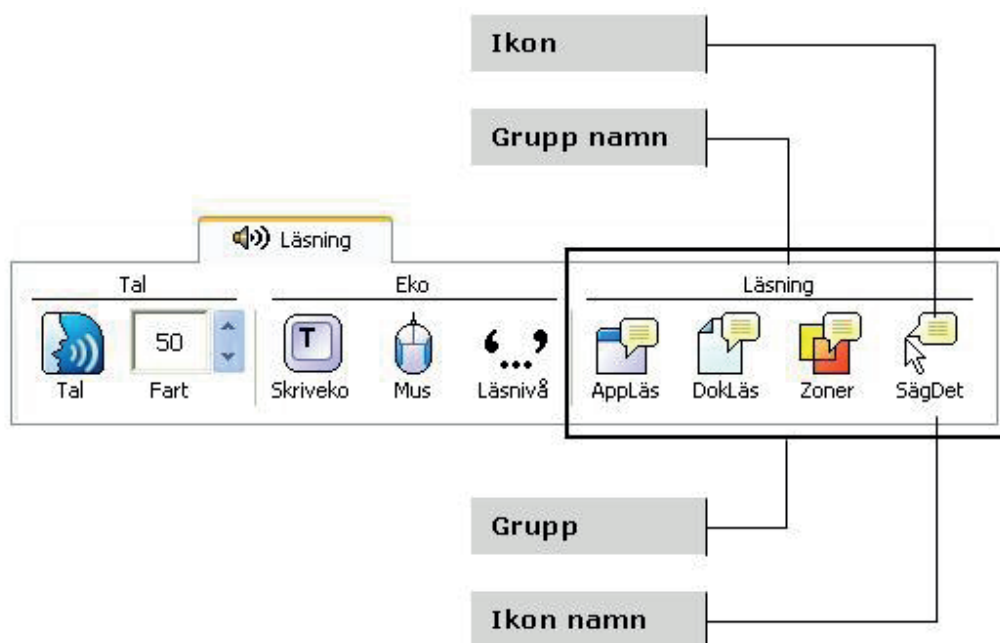 Ikon
Grupp namn
Läsning
Tal Eko Läsning
T
50
Tal Fart Skriveko Mus Läsnivå AppLäs DokLäs Zoner SägDet
Grupp
Ikon namn